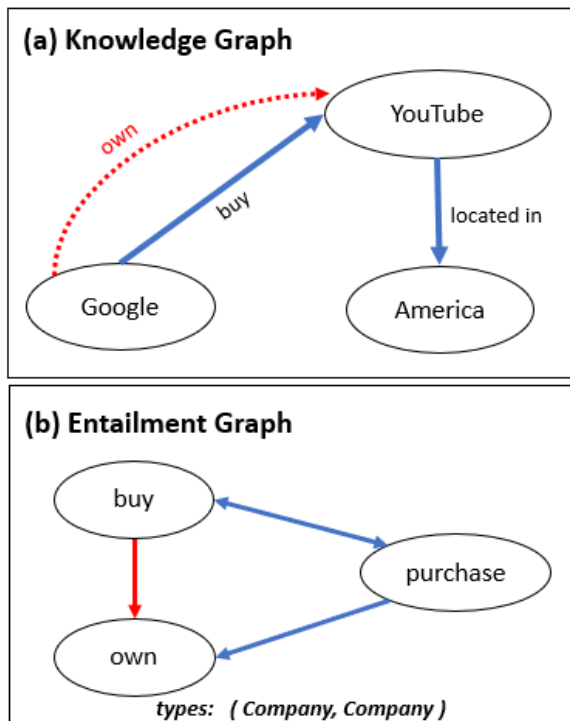 (a) Knowledge Graph
YouTube
own
buy
located in
Google
America
(b) Entailment Graph
buy
purchase
own
types: ( Company, Company )